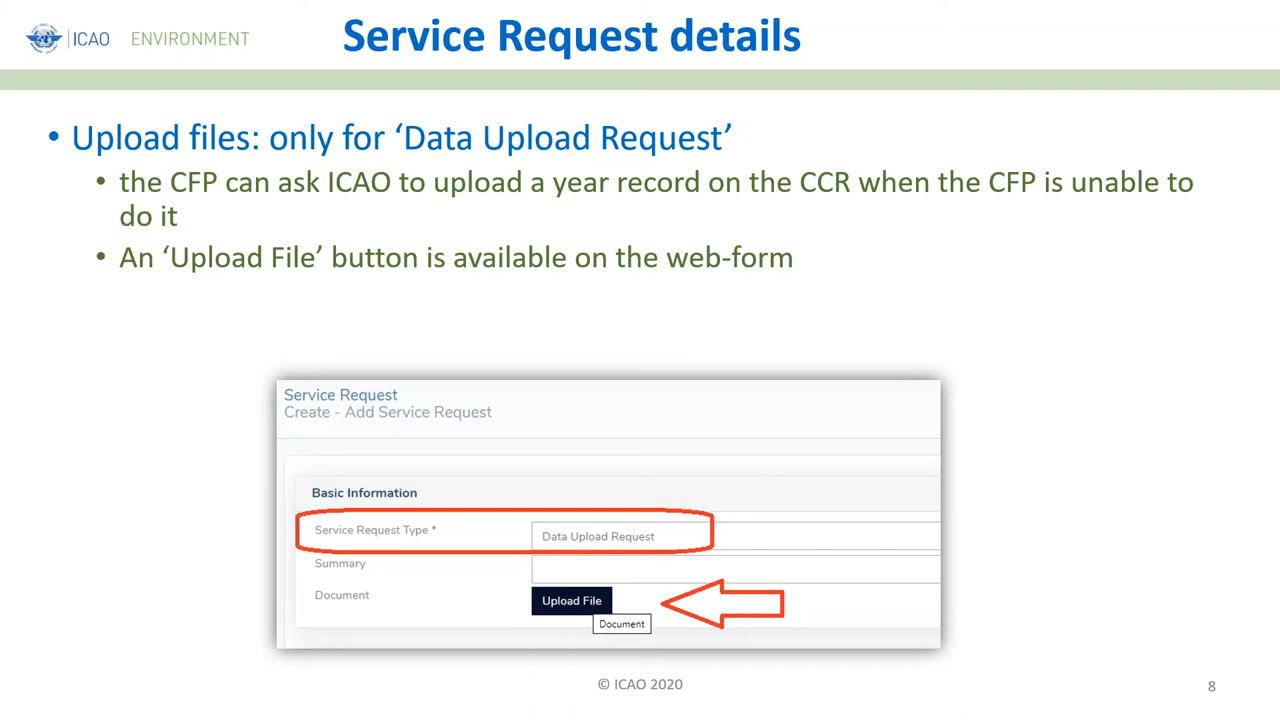 ICAO ENVIRONMENT
Service Request details
• Upload files: only for ‘Data Upload Request’
• the CFP can ask ICAO to upload a year record on the CCR when the CFP is unable to
do it
• An ‘Upload File’ button is available on the web-form
Service Request
Create - Add Service Request
Basic Information
Service Request Type *
Data Upload Request
Summary
Document
Upload File
Document
© ICAO 2020
8